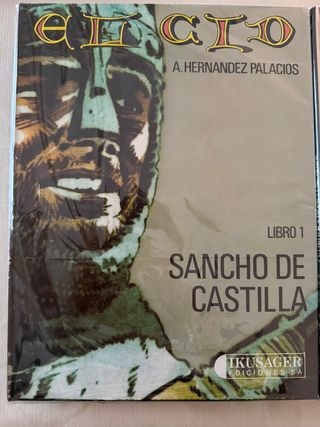 EL CID
A. HERNANDEZ PALACIOS
LIBRO 1
SANCHO DE
CASTILLA
IKUSAGER
EDICIONES SA